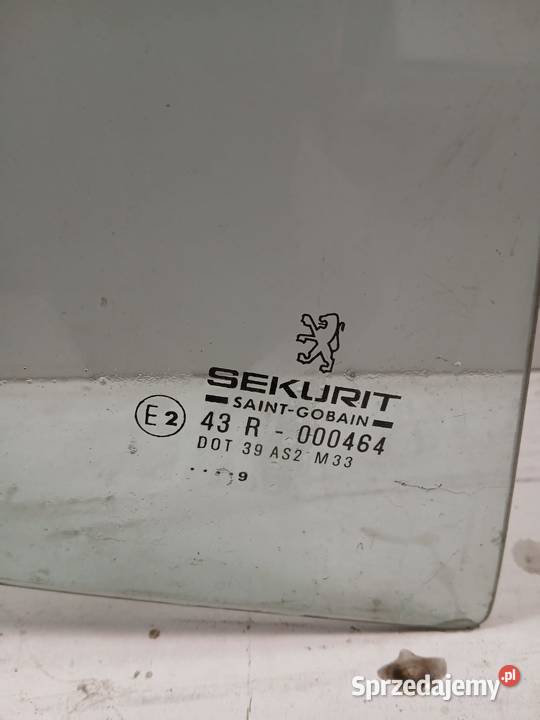 SEKURIT
SAINT-GOBAIN
E2 43 R - 000464
DOT 39 AS2 M33
....9
Sprzedajemy.pl